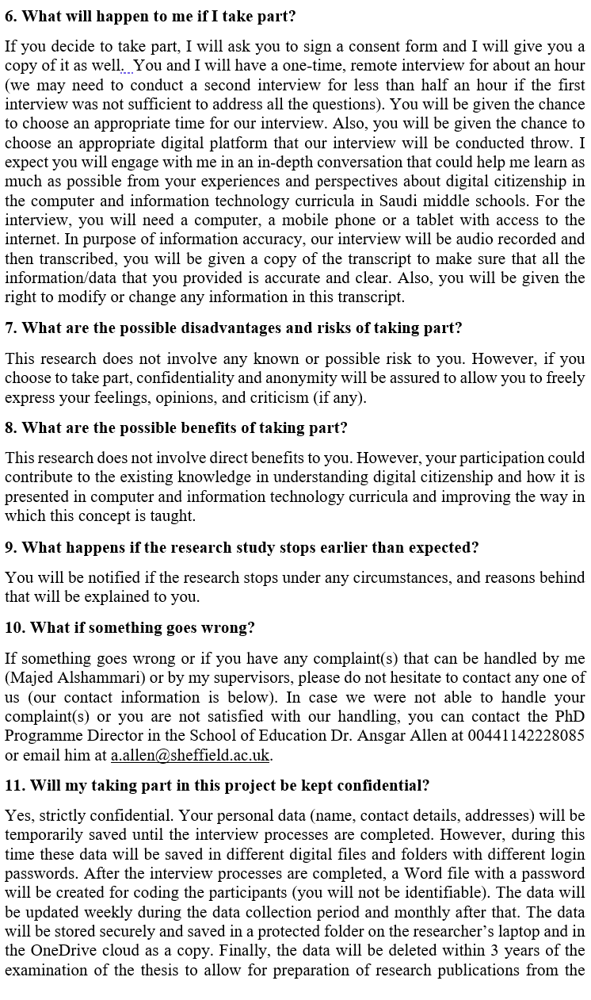 6. What will happen to me if I take part?
If you decide to take part, I will ask you to sign a consent form and I will give you a
copy of it as well.  You and I will have a one-time, remote interview for about an hour
(we may need to conduct a second interview for less than half an hour if the first
interview was not sufficient to address all the questions). You will be given the chance
to choose an appropriate time for our interview. Also, you will be given the chance to
choose an appropriate digital platform that our interview will be conducted throw. I
expect you will engage with me in an in-depth conversation that could help me learn as
much as possible from your experiences and perspectives about digital citizenship in
the computer and information technology curricula in Saudi middle schools. For the
interview, you will need a computer, a mobile phone or a tablet with access to the
internet. In purpose of information accuracy, our interview will be audio recorded and
then transcribed, you will be given a copy of the transcript to make sure that all the
information/data that you provided is accurate and clear. Also, you will be given the
right to modify or change any information in this transcript.
7. What are the possible disadvantages and risks of taking part?
This research does not involve any known or possible risk to you. However, if you
choose to take part, confidentiality and anonymity will be assured to allow you to freely
express your feelings, opinions, and criticism (if any).
8. What are the possible benefits of taking part?
This research does not involve direct benefits to you. However, your participation could
contribute to the existing knowledge in understanding digital citizenship and how it is
presented in computer and information technology curricula and improving the way in
which this concept is taught.
9. What happens if the research study stops earlier than expected?
You will be notified if the research stops under any circumstances, and reasons behind
that will be explained to you.
10. What if something goes wrong?
If something goes wrong or if you have any complaint(s) that can be handled by me
(Majed Alshammari) or by my supervisors, please do not hesitate to contact any one of
us (our contact information is below). In case we were not able to handle your
complaint(s) or you are not satisfied with our handling, you can contact the PhD
Programme Director in the School of Education Dr. Ansgar Allen at 00441142228085
or email him at a.allen@sheffield.ac.uk.
11. Will my taking part in this project be kept confidential?
Yes, strictly confidential. Your personal data (name, contact details, addresses) will be
temporarily saved until the interview processes are completed. However, during this
time these data will be saved in different digital files and folders with different login
passwords. After the interview processes are completed, a Word file with a password
will be created for coding the participants (you will not be identifiable). The data will
be updated weekly during the data collection period and monthly after that. The data
will be stored securely and saved in a protected folder on the researcher’s laptop and in
the OneDrive cloud as a copy. Finally, the data will be deleted within 3 years of the
examination of the thesis to allow for preparation of research publications from the